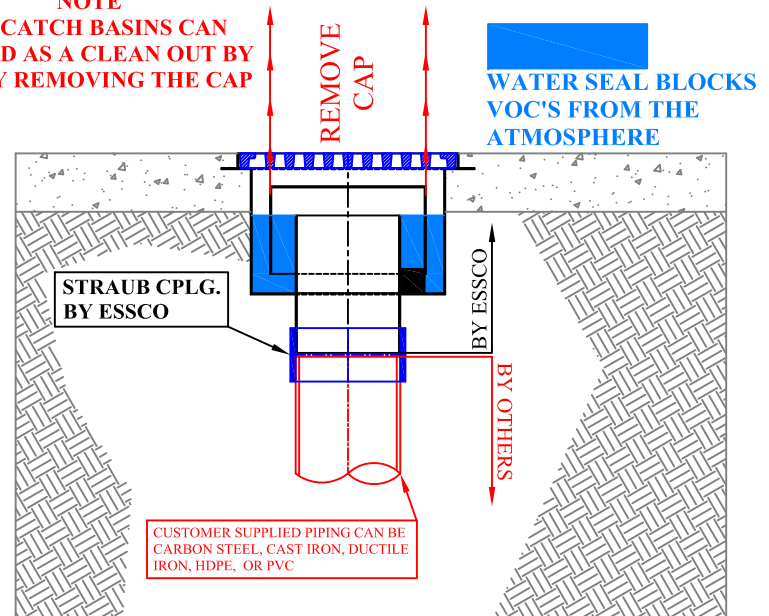 NOTE
CATCH BASINS CAN
D AS A CLEAN OUT BY
Y REMOVING THE CAP
REMOVE
CAP
WATER SEAL BLOCKS
VOC'S FROM THE
ATMOSPHERE
STRAUB CPLG.
BY ESSCO
BY ESSCO
BY OTHERS
CUSTOMER SUPPLIED PIPING CAN BE
CARBON STEEL, CAST IRON, DUCTILE
IRON, HDPE, OR PVC